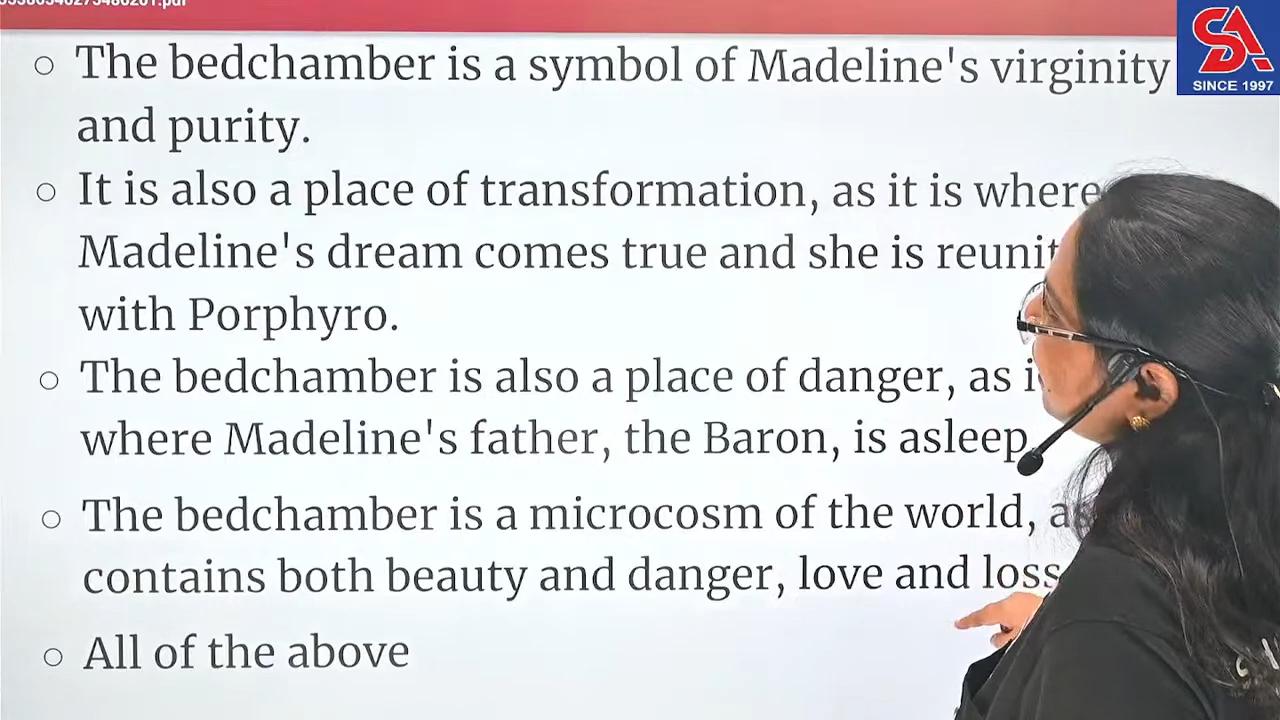 The bedchamber is a symbol of Madeline's virginity
SINCE 1997
and purity.
It is also a place of transformation, as it is where
Madeline's dream comes true and she is
with Porphyro.
The bedchamber is also a place of danger, as
where Madeline's father, the Baron, is asleep
The bedchamber is a microcosm of the world,
contains both beauty and danger, love and loss
All of the above